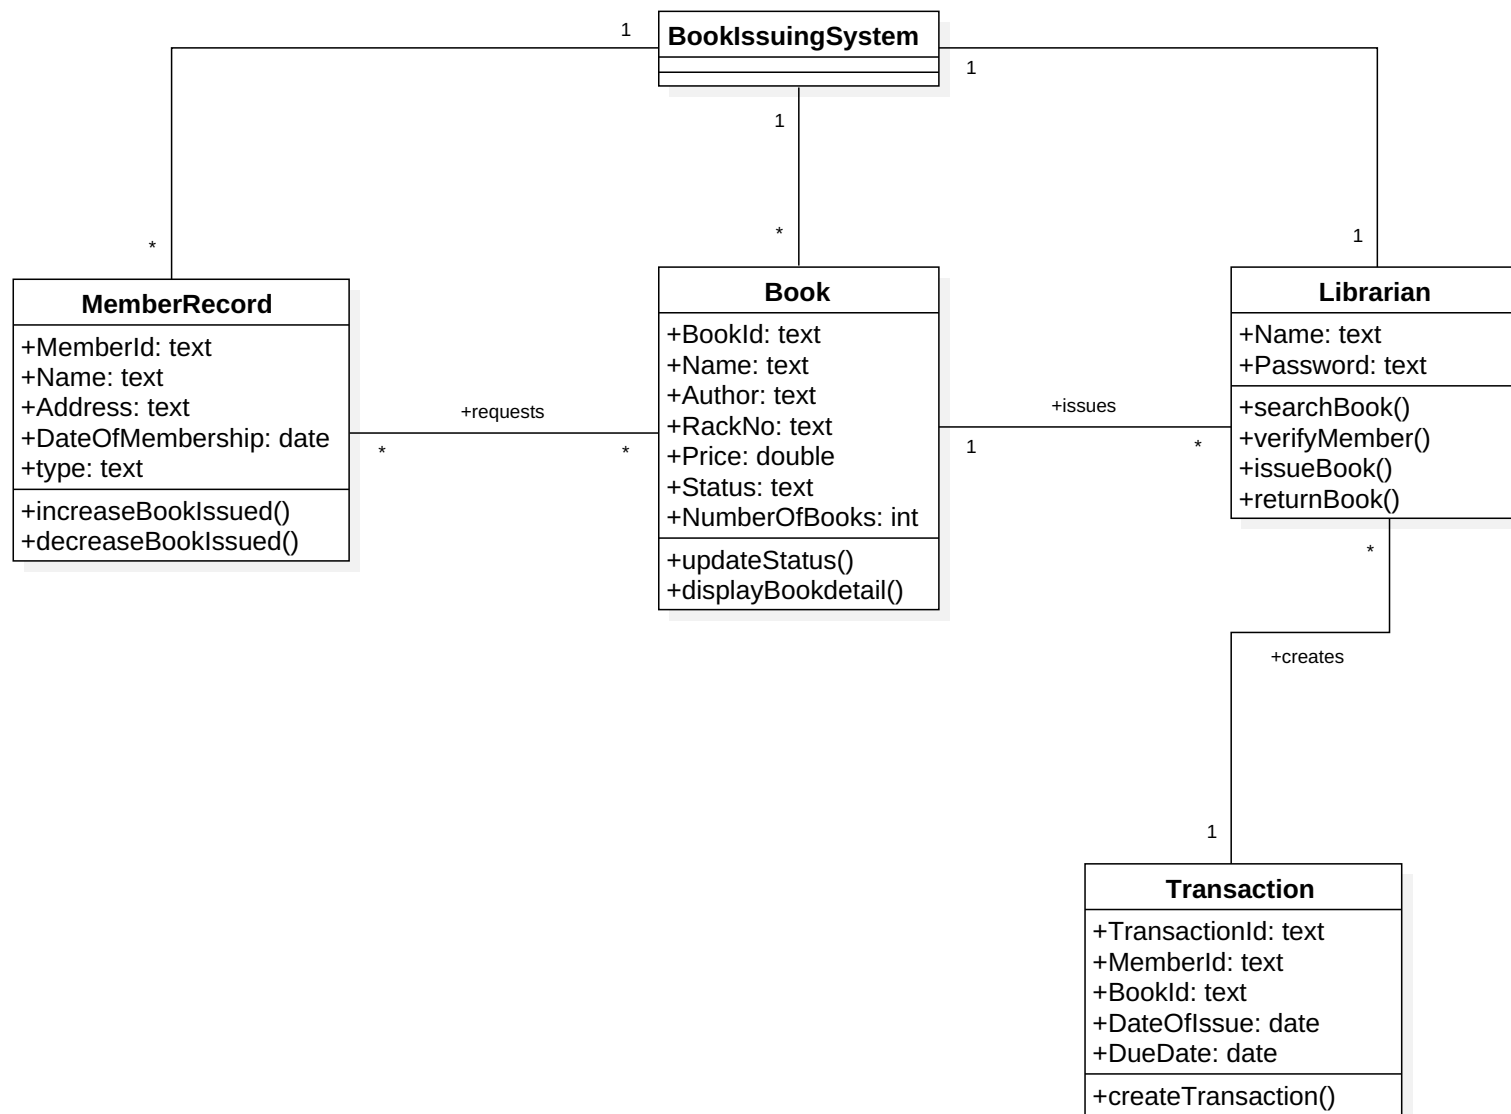 BookIssuingSystem
1
1
1
*
*
1
MemberRecord
+MemberId: text
+Name: text
+Address: text
+DateOfMembership: date
+type: text
+increaseBookIssued()
+decreaseBookIssued()
+requests
*
*
Book
+BookId: text
+Name: text
+Author: text
+RackNo: text
+Price: double
+Status: text
+NumberOfBooks: int
+updateStatus()
+displayBookdetail()
+issues
1
*
Librarian
+Name: text
+Password: text
+searchBook()
+verifyMember()
+issueBook()
+returnBook()
*
+creates
1
Transaction
+TransactionId: text
+MemberId: text
+BookId: text
+DateOfIssue: date
+DueDate: date
+createTransaction()